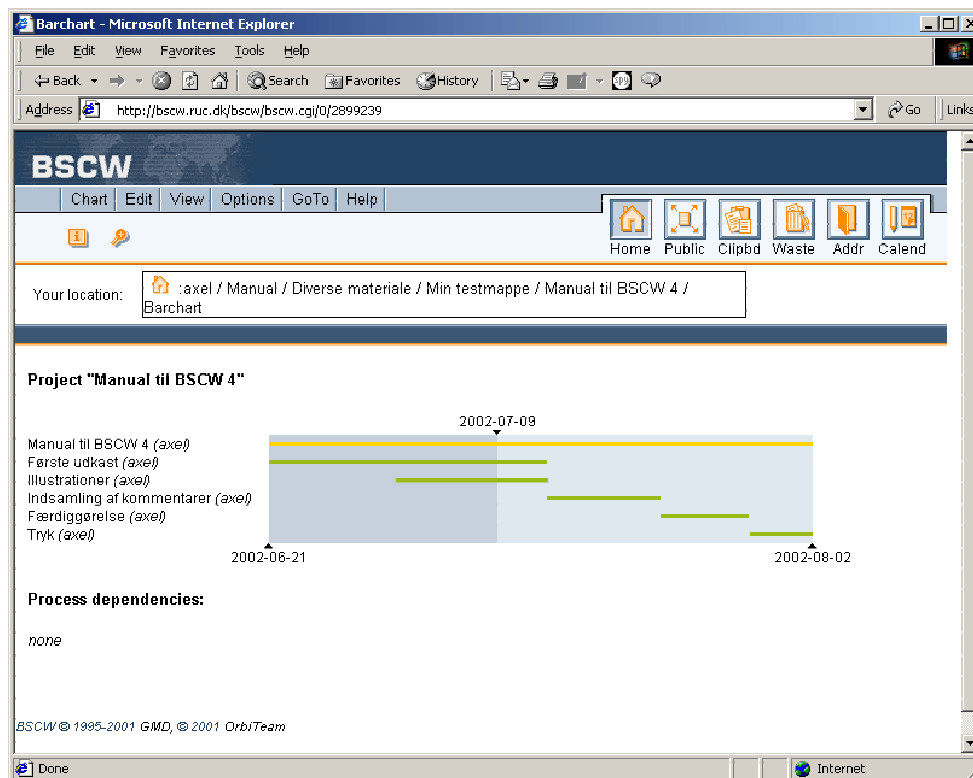 Barchart - Microsoft Internet Explorer
File Edit View Favorites Tools Help
Back Search Favorites History
Address http://bscw.ruc.dk/bscw/bscw.cgi/0/2899239 Go Links
BSCW
Chart Edit View Options GoTo Help
Home Public Clipbd Waste Addr Calend
Your location: :axel / Manual / Diverse materiale / Min testmappe / Manual til BSCW 4 /
Barchart
Project "Manual til BSCW 4"
2002-07-09
Manual til BSCW 4 (axel)
Første udkast (axel)
Illustrationer (axel)
Indsamling af kommentarer (axel)
Færdiggørelse (axel)
Tryk (axel)
2002-06-21 2002-08-02
Process dependencies:
none
BSCW © 1995-2001 GMD, © 2001 OrbiTeam
Done Internet